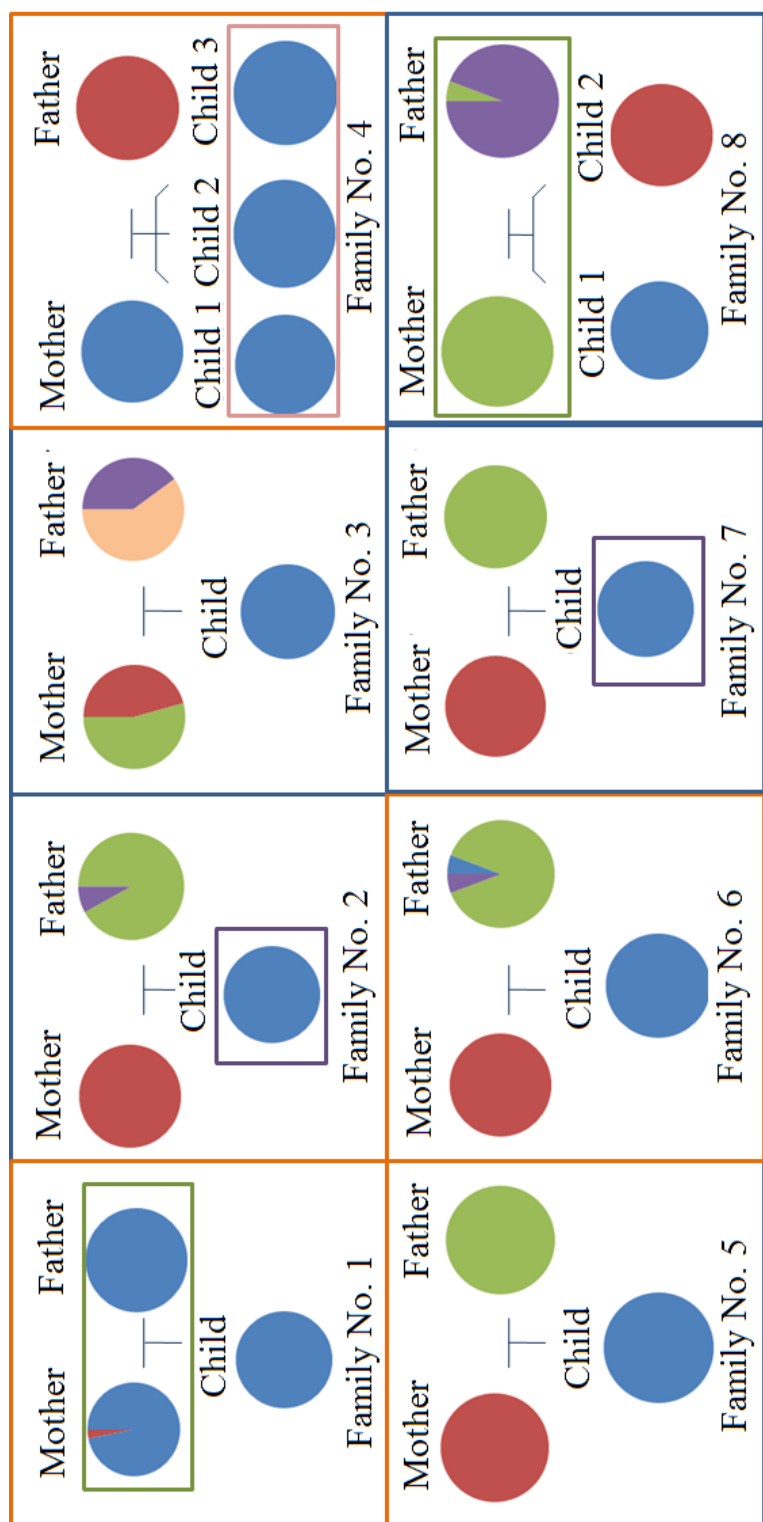 Mother Father
Child
Family No. 1
Mother Father
Child
Family No. 2
Mother Father
Child
Family No. 3
Mother Father
Child 1 Child 2 Child 3
Family No. 4
Mother Father
Child
Family No. 5
Mother Father
Child
Family No. 6
Mother Father
Child
Family No. 7
Mother Father
Child 1 Child 2
Family No. 8